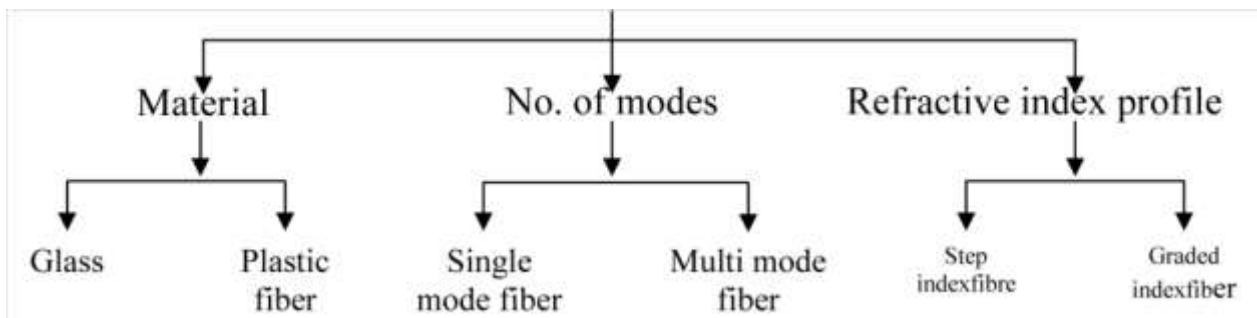 Material
No. of modes
Refractive index profile
Glass
Plastic
fiber
Single
mode fiber
Multi mode
fiber
Step
indexfibre
Graded
indexfiber